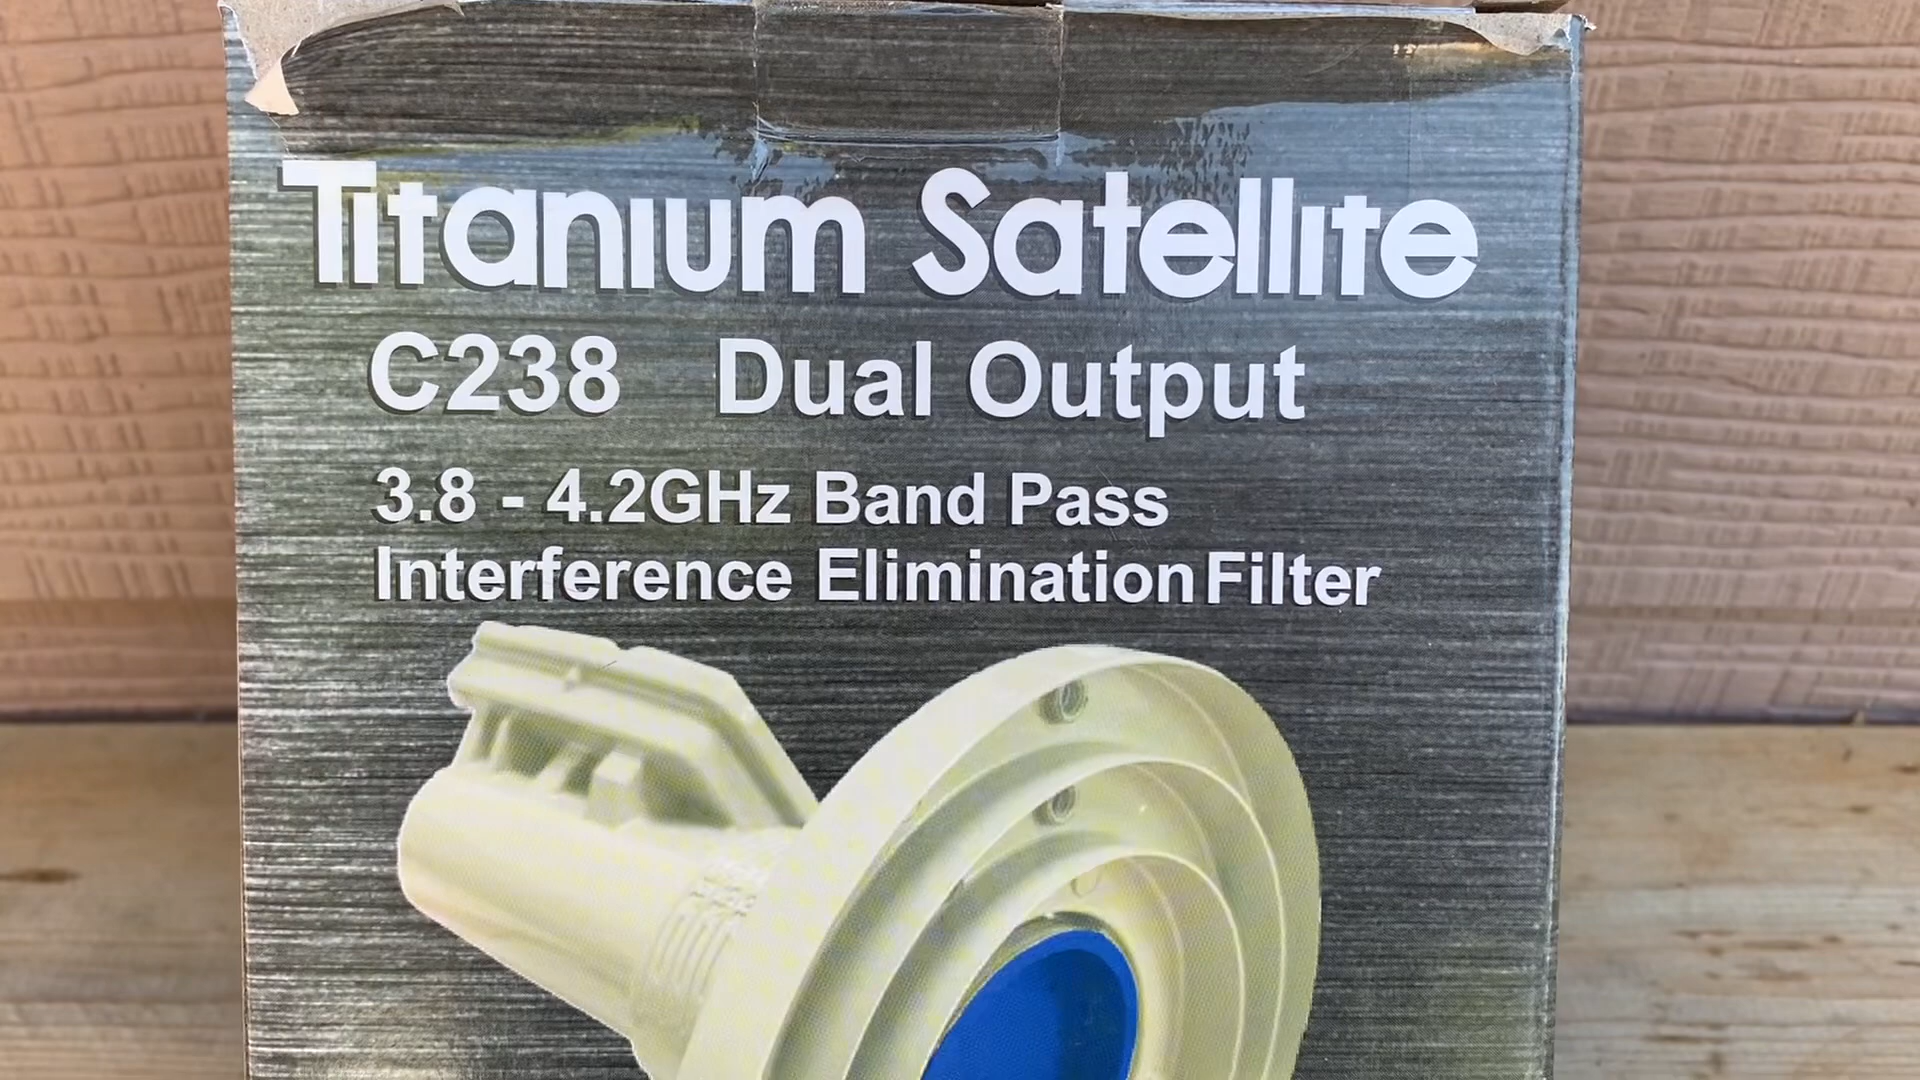 Titanium Satellite
C238 Dual Output
3.8 - 4.2GHz Band Pass
Interference Elimination Filter